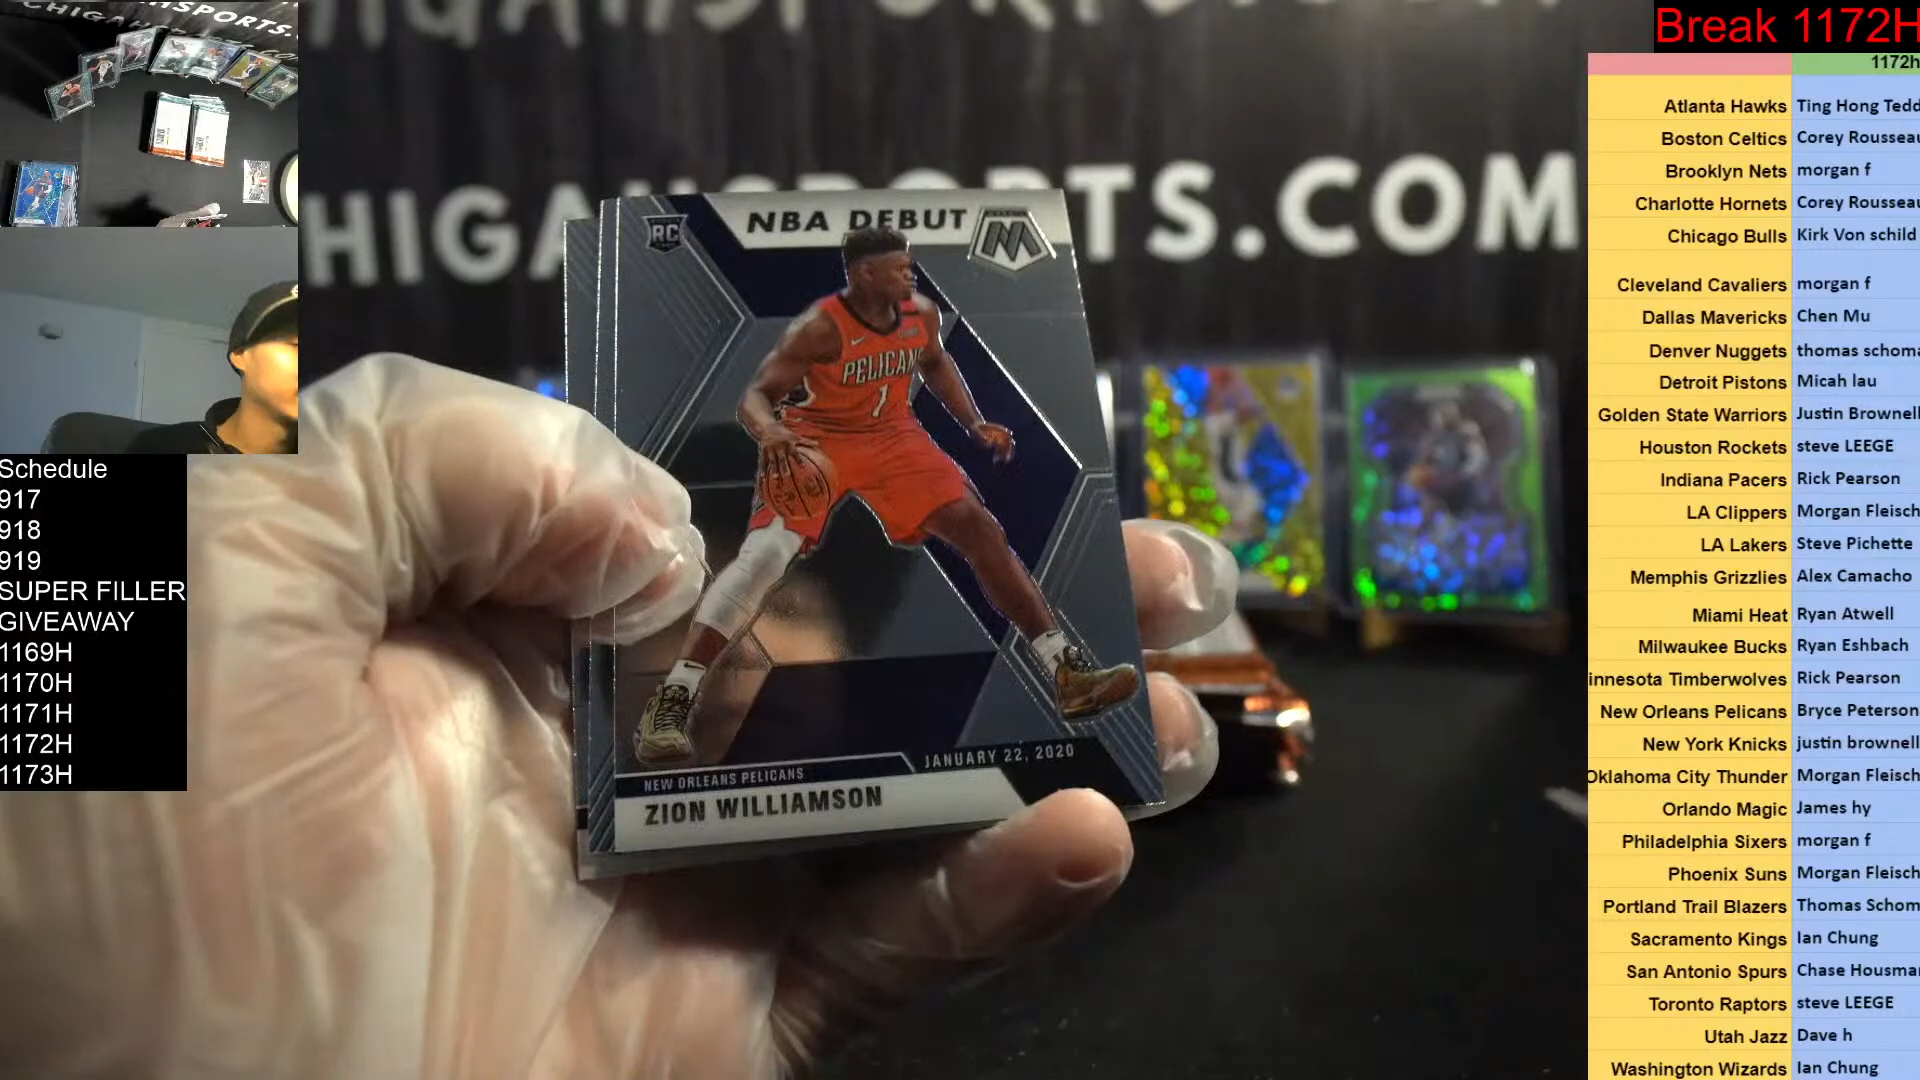 CHIGAHSPORTS.
CO
Break 1172H
1172h
HIGA
RTS.COM
RC
NBA DEBUT
M
PELICANS
1
JANUARY 22, 2020
NEW ORLEANS PELICANS
ZION WILLIAMSON
Schedule
917
918
919
SUPER FILLER
GIVEAWAY
1169H
1170H
1171H
1172H
1173H
Atlanta Hawks Ting Hong Tedd
Boston Celtics Corey Rousseau
Brooklyn Nets morgan f
Charlotte Hornets Corey Rousseau
Chicago Bulls Kirk Von schild
Cleveland Cavaliers morgan f
Dallas Mavericks Chen Mu
Denver Nuggets thomas schoma
Detroit Pistons Micah lau
Golden State Warriors Justin Brownell
Houston Rockets steve LEEGE
Indiana Pacers Rick Pearson
LA Clippers Morgan Fleisch
LA Lakers Steve Pichette
Memphis Grizzlies Alex Camacho
Miami Heat Ryan Atwell
Milwaukee Bucks Ryan Eshbach
innesota Timberwolves Rick Pearson
New Orleans Pelicans Bryce Peterson
New York Knicks justin brownell
Oklahoma City Thunder Morgan Fleisch
Orlando Magic James hy
Philadelphia Sixers morgan f
Phoenix Suns Morgan Fleisch
Portland Trail Blazers Thomas Schom
Sacramento Kings Ian Chung
San Antonio Spurs Chase Housman
Toronto Raptors steve LEEGE
Utah Jazz Dave h
Washington Wizards Ian Chung